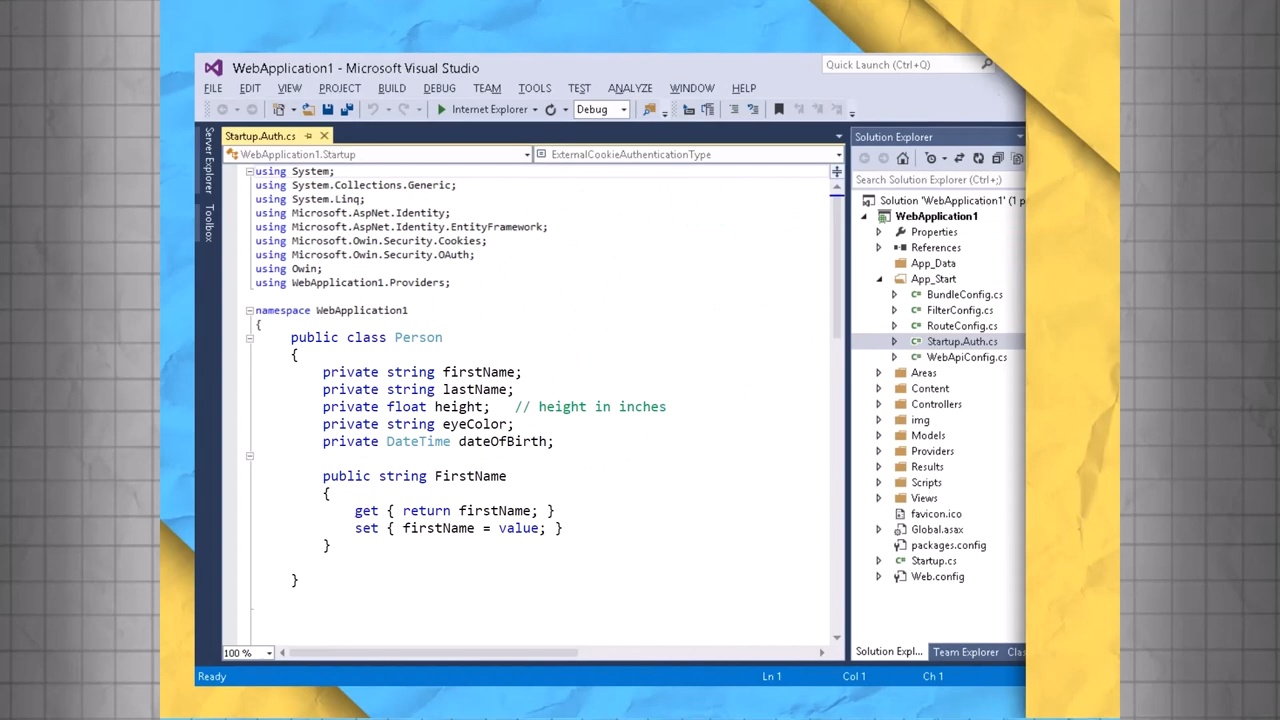 WebApplication1 - Microsoft Visual Studio
Quick Launch (Ctrl+Q)
FILE EDIT VIEW PROJECT BUILD DEBUG TEAM TOOLS TEST ANALYZE WINDOW HELP
Internet Explorer Debug
Server Explorer
Toolbox
Startup.Auth.cs
WebApplication1.Startup
ExternalCookieAuthenticationType
using System;
using System.Collections.Generic;
using System.Linq;
using Microsoft.AspNet.Identity;
using Microsoft.AspNet.Identity.EntityFramework;
using Microsoft.Owin.Security.Cookies;
using Microsoft.Owin.Security.OAuth;
using Owin;
using WebApplication1.Providers;
namespace WebApplication1
{
public class Person
{
private string firstName;
private string lastName;
private float height; // height in inches
private string eyeColor;
private DateTime dateOfBirth;
public string FirstName
{
get { return firstName; }
set { firstName = value; }
}
}
100 %
Solution Explorer
Search Solution Explorer (Ctrl+;)
Solution 'WebApplication1' (1 p
WebApplication1
Properties
References
App_Data
App_Start
BundleConfig.cs
FilterConfig.cs
RouteConfig.cs
Startup.Auth.cs
WebApiConfig.cs
Areas
Content
Controllers
img
Models
Providers
Results
Scripts
Views
favicon.ico
Global.asax
packages.config
Startup.cs
Web.config
Solution Expl... Team Explorer Clas
Ready Ln 1 Col 1 Ch 1